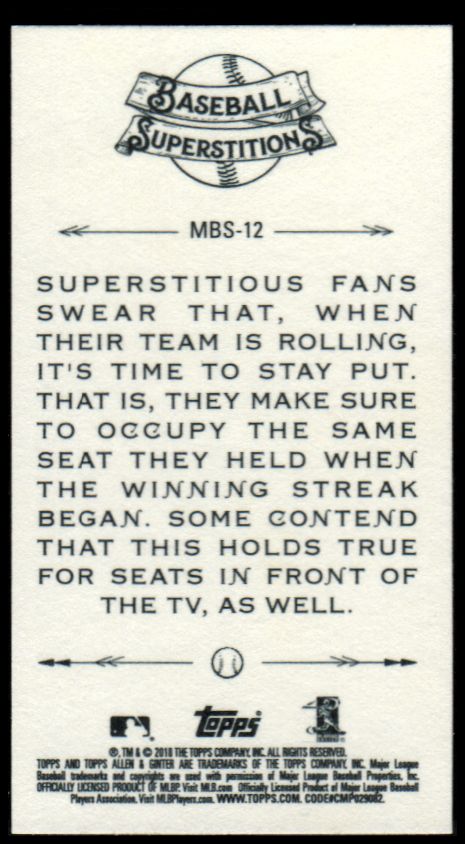 BASEBALL
SUPERSTITIONS
MBS-12
SUPERSTITIOUS FANS
SWEAR THAT, WHEN
THEIR TEAM IS ROLLING,
IT'S TIME TO STAY PUT.
THAT IS, THEY MAKE SURE
TO OCCUPY THE SAME
SEAT THEY HELD WHEN
THE WINNING STREAK
BEGAN. SOME CONTEND
THAT THIS HOLDS TRUE
FOR SEATS IN FRONT OF
THE TV, AS WELL.
TOPPS
®, TM & © 2018 THE TOPPS COMPANY, INC. ALL RIGHTS RESERVED.
TOPPS AND TOPPS ALLEN & GINTER ARE TRADEMARKS OF THE TOPPS COMPANY, INC. Major League
Baseball trademarks and copyrights are used with permission of Major League Baseball Properties, Inc.
OFFICIALLY LICENSED PRODUCT OF MLBP. Visit MLB.com Officially Licensed Product of Major League Baseball
Players Association. Visit MLBPlayers.com. WWW.TOPPS.COM. CODE#CMP029082.